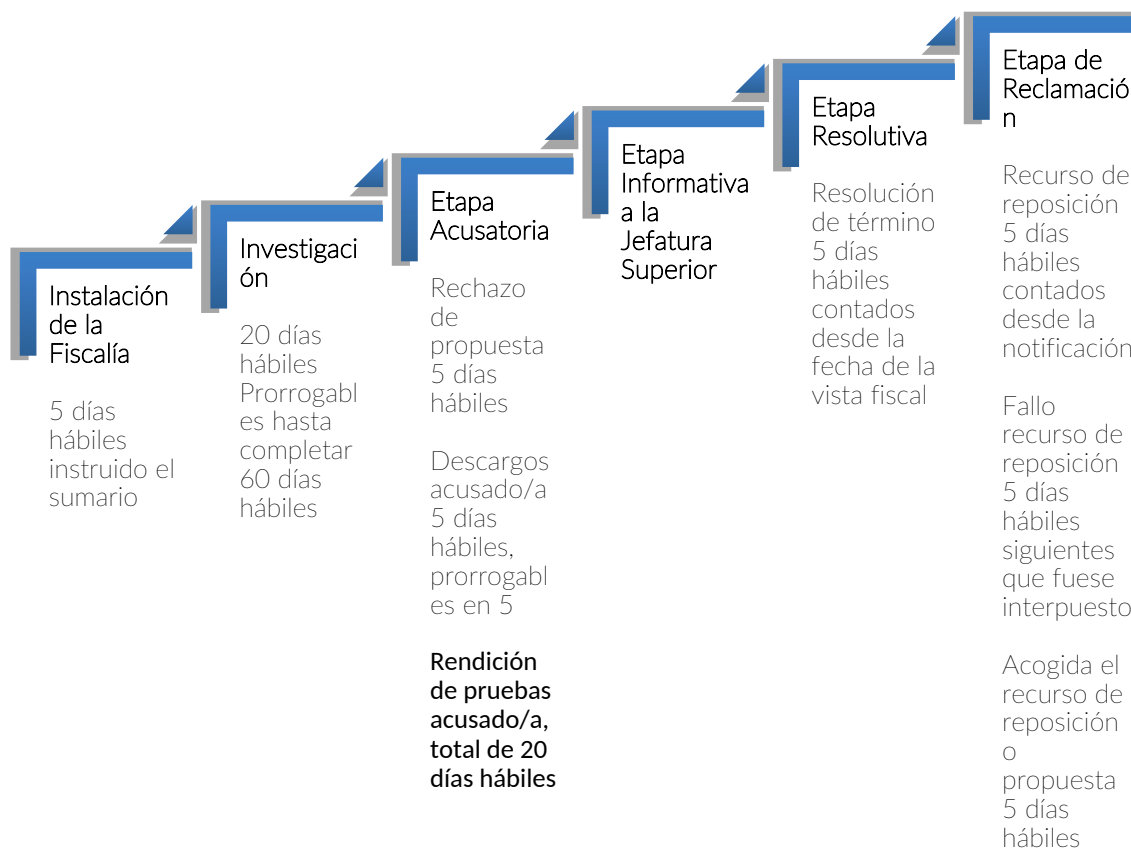 Instalación
de la
Fiscalía
5 días
hábiles
instruido el
sumario
Investigaci
ón
20 días
hábiles
Prorrogabl
es hasta
completar
60 días
hábiles
Etapa
Acusatoria
Rechazo
de
propuesta
5 días
hábiles
Descargos
acusado/a
5 días
hábiles,
prorrogabl
es en 5
Rendición
de pruebas
acusado/a,
total de 20
días hábiles
Etapa
Informativa
a la
Jefatura
Superior
Etapa
Resolutiva
Resolución
de término
5 días
hábiles
contados
desde la
fecha de la
vista fiscal
Etapa de
Reclamació
n
Recurso de
reposición
5 días
hábiles
contados
desde la
notificación
Fallo
recurso de
reposición
5 días
hábiles
siguientes
que fuese
interpuesto
Acogida el
recurso de
reposición
o
propuesta
5 días
hábiles